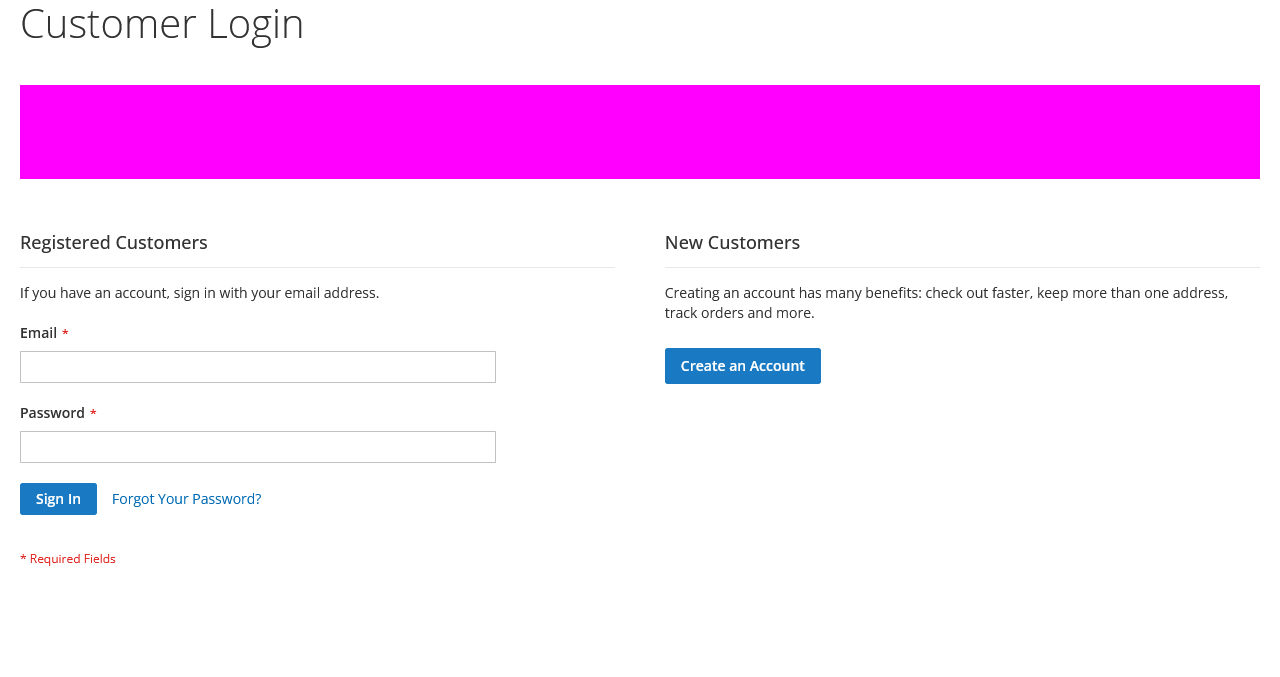 Customer Login
Registered Customers
If you have an account, sign in with your email address.
Email *
Password *
Sign In
Forgot Your Password?
* Required Fields
New Customers
Creating an account has many benefits: check out faster, keep more than one address,
track orders and more.
Create an Account